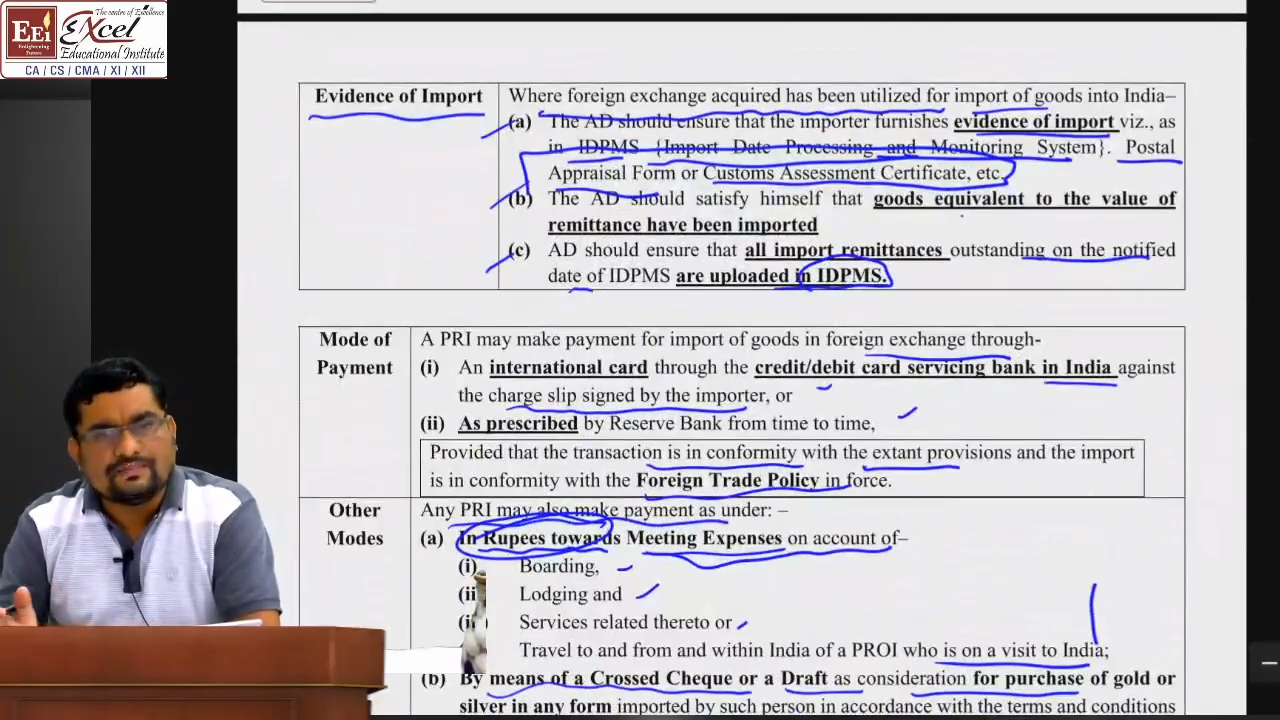 The centre of Excellence
EEi
Enlightening
Future
Excel
Educational Institute
CA / CS / CMA / XI / XII
Evidence of Import
Where foreign exchange acquired has been utilized for import of goods into India–
(a) The AD should ensure that the importer furnishes evidence of import viz., as
in IDPMS {Import Date Processing and Monitoring System}. Postal
Appraisal Form or Customs Assessment Certificate, etc.
(b) The AD should satisfy himself that goods equivalent to the value of
remittance have been imported
(c) AD should ensure that all import remittances outstanding on the notified
date of IDPMS are uploaded in IDPMS.
Mode of
Payment
A PRI may make payment for import of goods in foreign exchange through-
(i) An international card through the credit/debit card servicing bank in India against
the charge slip signed by the importer, or
(ii) As prescribed by Reserve Bank from time to time,
Provided that the transaction is in conformity with the extant provisions and the import
is in conformity with the Foreign Trade Policy in force.
Other
Modes
Any PRI may also make payment as under: –
(a) In Rupees towards Meeting Expenses on account of–
(i) Boarding,
(ii Lodging and
(i Services related thereto or
Travel to and from and within India of a PROI who is on a visit to India;
(b) By means of a Crossed Cheque or a Draft as consideration for purchase of gold or
silver in any form imported by such person in accordance with the terms and conditions